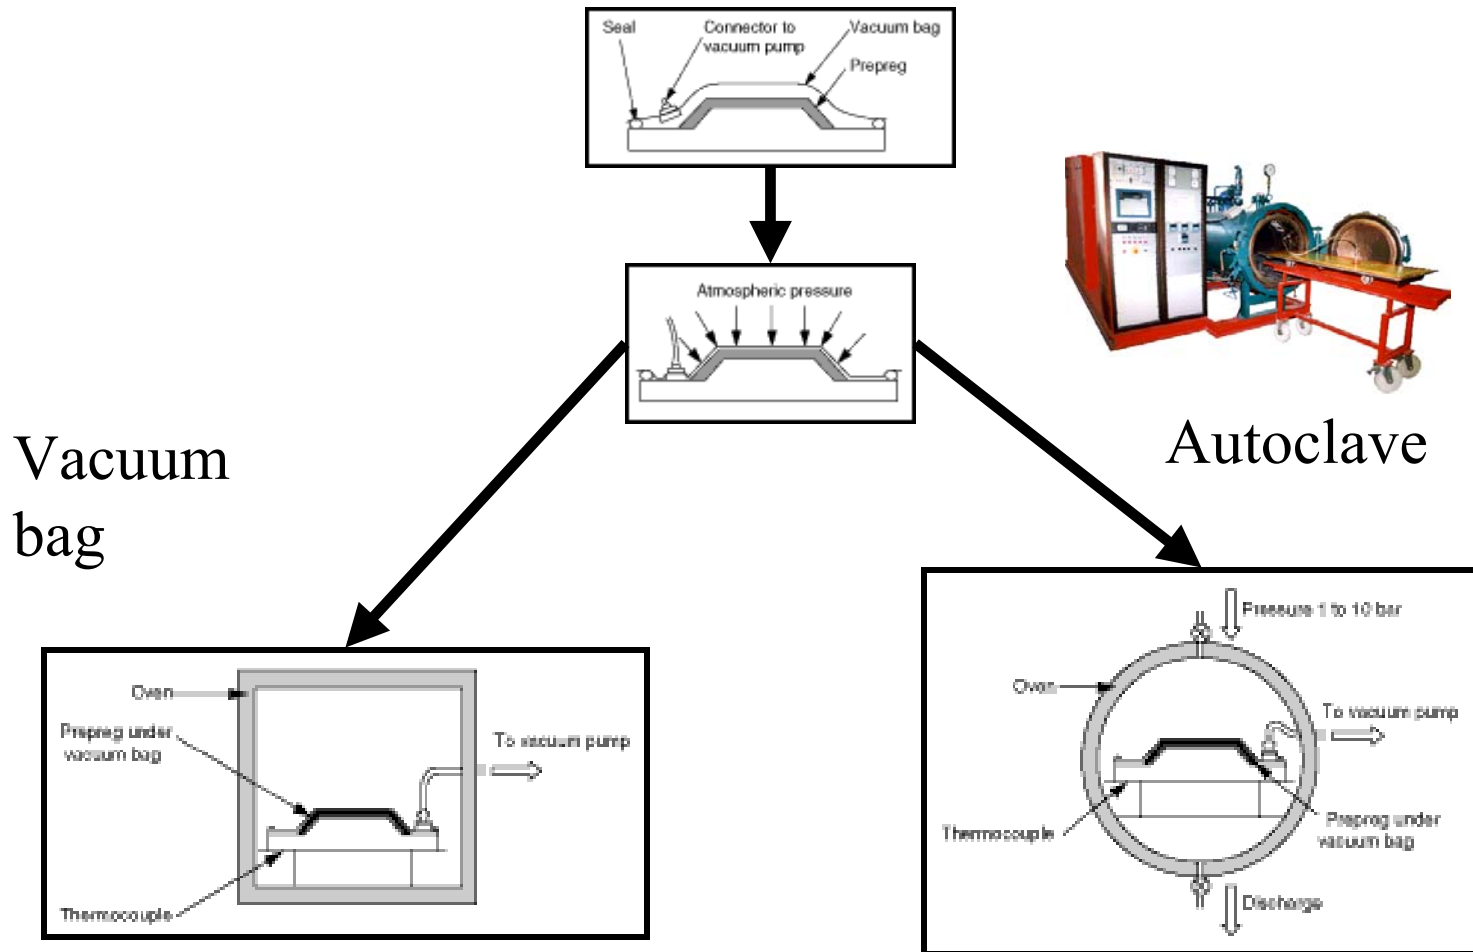 Seal
Connector to
vacuum pump
Vacuum bag
Prepreg
Atmospheric pressure
Vacuum
bag
Autoclave
Oven
Prepreg under
vacuum bag
To vacuum pump
Thermocouple
Pressure 1 to 10 bar
Oven
To vacuum pump
Thermocouple
Prepreg under
vacuum bag
Discharge